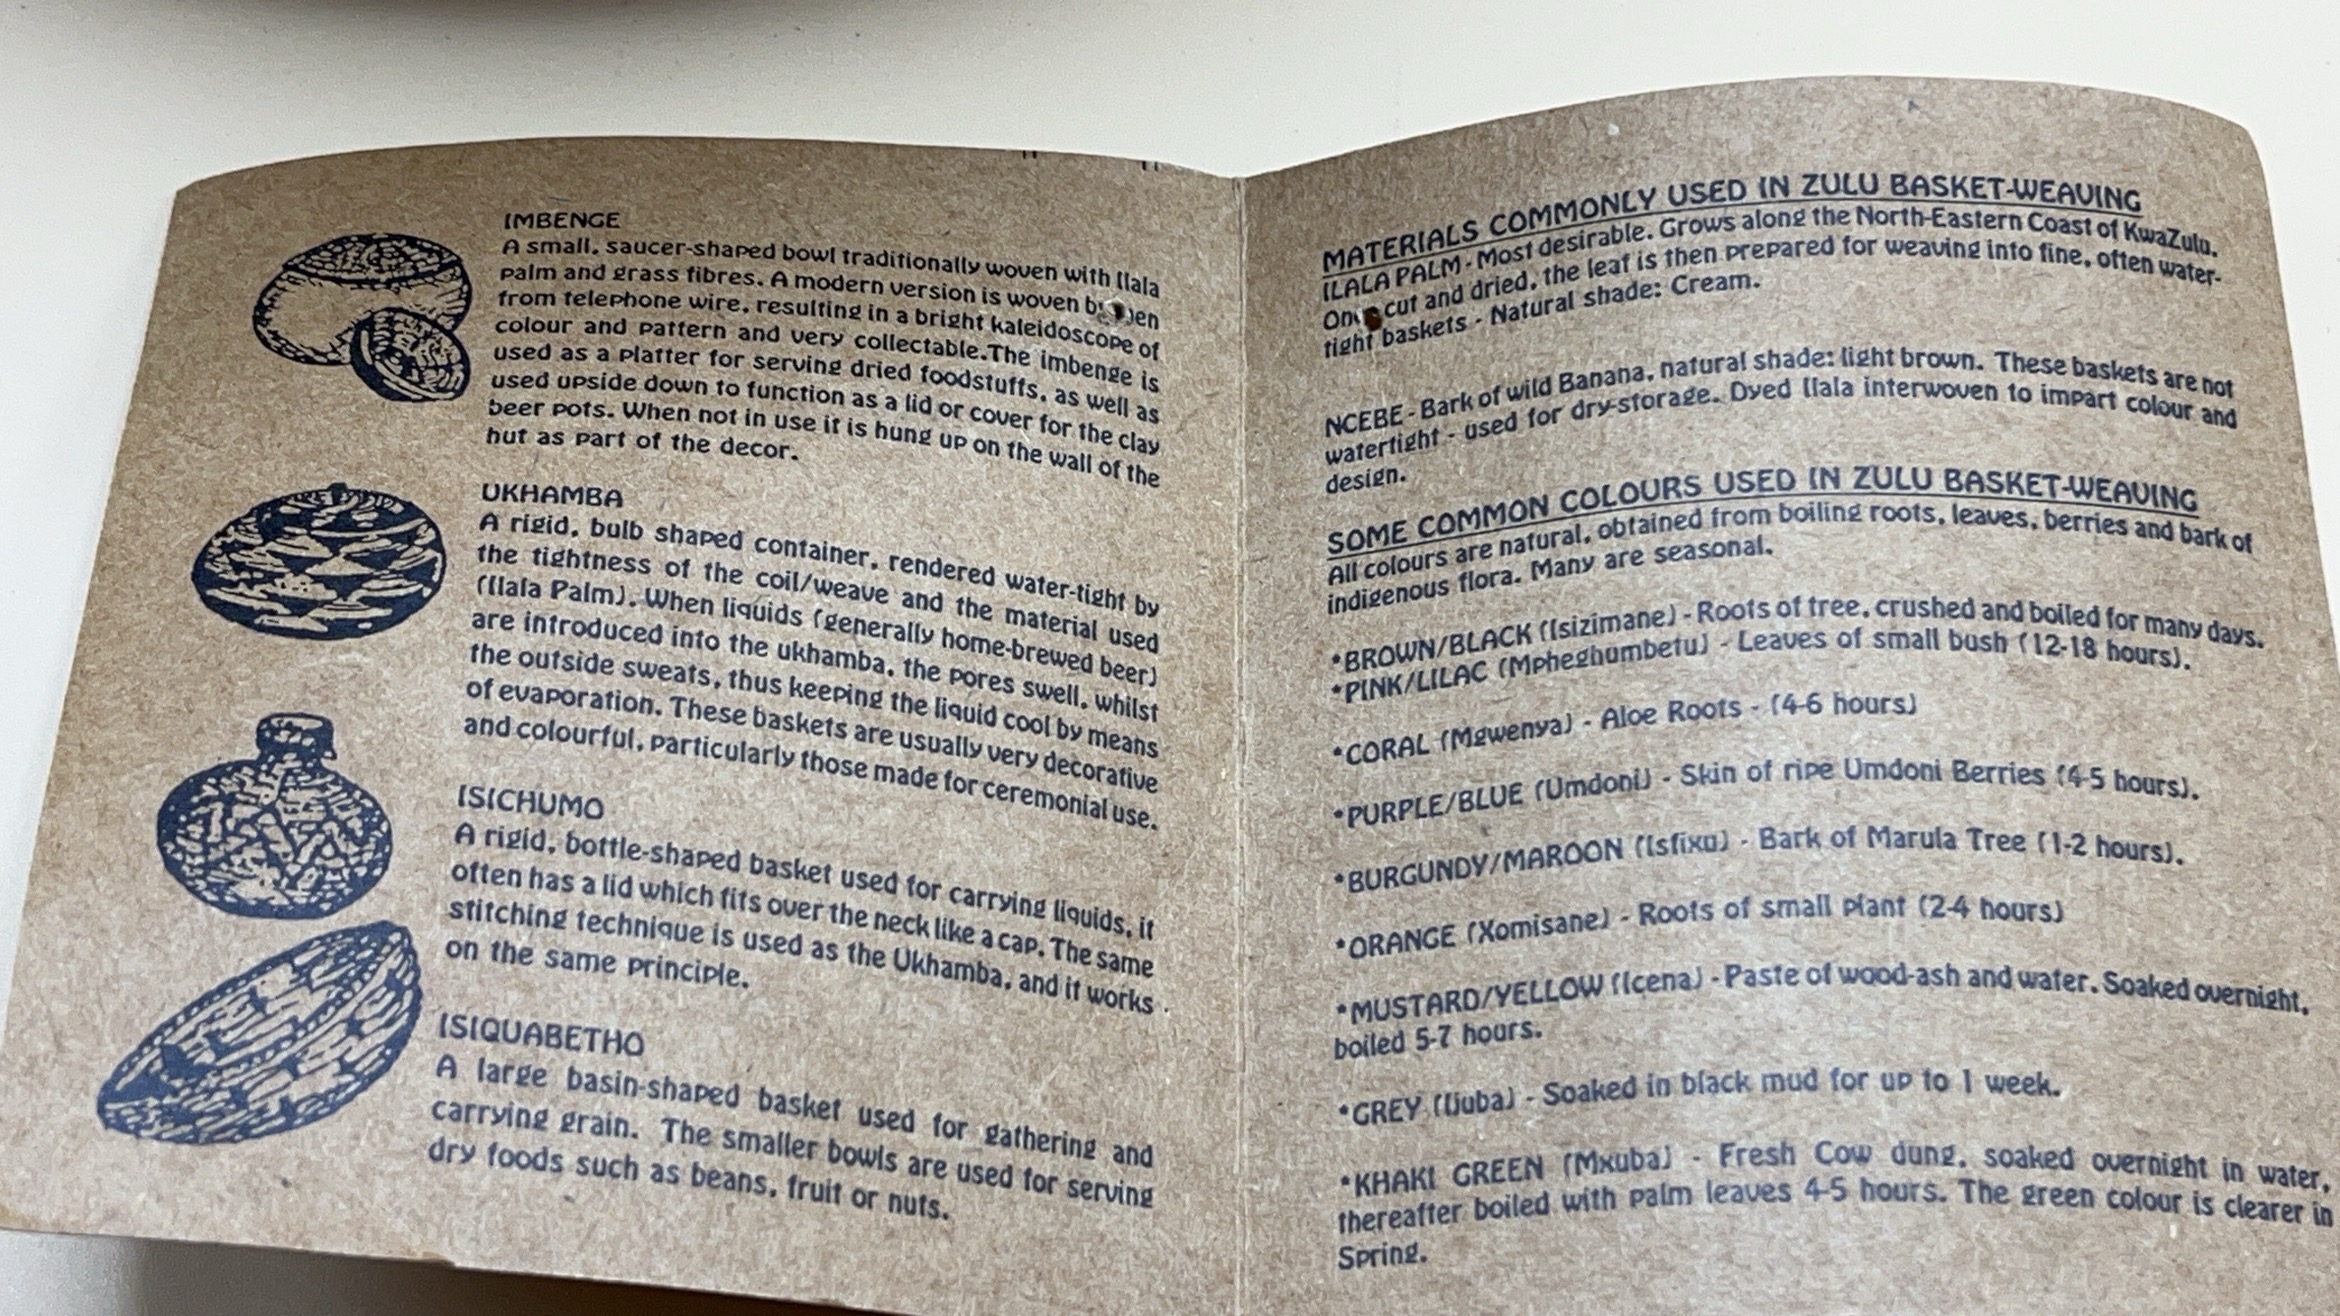 IMBENGE
A small, saucer-shaped bowl traditionally woven with Ilala
palm and grass fibres. A modern version is woven
from telephone wire, resulting in a bright kaleidoscope of
colour and pattern and very collectable.The imbenge is
used as a platter for serving dried foodstuffs, as well as
used upside down to function as a lid or cover for the clay
beer pots. When not in use it is hung up on the wall of the
hut as part of the decor.
UKHAMBA
A rigid, bulb shaped container, rendered water-tight by
the tightness of the coil/weave and the material used
(Ilala Palm). When liquids (generally home-brewed beer)
are introduced into the ukhamba, the pores swell, whilst
the outside sweats, thus keeping the liquid cool by means
of evaporation. These baskets are usually very decorative
and colourful, particularly those made for ceremonial use.
ISICHUMO
A rigid, bottle-shaped basket used for carrying liquids, it
often has a lid which fits over the neck like a cap. The same
stitching technique is used as the Ukhamba, and it works
on the same principle.
ISIQUABETHO
A large basin-shaped basket used for gathering and
carrying grain. The smaller bowls are used for serving
dry foods such as beans, fruit or nuts.
MATERIALS COMMONLY USED IN ZULU BASKET-WEAVING
ILALA PALM - Most desirable. Grows along the North-Eastern Coast of KwaZulu.
cut and dried, the leaf is then prepared for weaving into fine, often water-
tight baskets - Natural shade: Cream.
NCEBE - Bark of wild Banana, natural shade: light brown. These baskets are not
watertight - used for dry-storage. Dyed Ilala interwoven to impart colour and
design.
SOME COMMON COLOURS USED IN ZULU BASKET-WEAVING
All colours are natural, obtained from boiling roots, leaves, berries and bark of
indigenous flora. Many are seasonal.
*BROWN/BLACK (Isizimane) - Roots of tree, crushed and boiled for many days.
*PINK/LILAC (Mpheghumbetu) - Leaves of small bush (12-18 hours).
*CORAL (Mgwenya) - Aloe Roots - (4-6 hours)
*PURPLE/BLUE (Umdoni) - Skin of ripe Umdoni Berries (4-5 hours).
*BURGUNDY/MAROON (Isfixu) - Bark of Marula Tree (1-2 hours).
*ORANGE (Xomisane) - Roots of small plant (2-4 hours)
*MUSTARD/YELLOW (Icena) - Paste of wood-ash and water. Soaked overnight,
boiled 5-7 hours.
*GREY (Ijuba) - Soaked in black mud for up to 1 week.
*KHAKI GREEN (Mxuba) - Fresh Cow dung, soaked overnight in water,
thereafter boiled with palm leaves 4-5 hours. The green colour is clearer in
Spring.